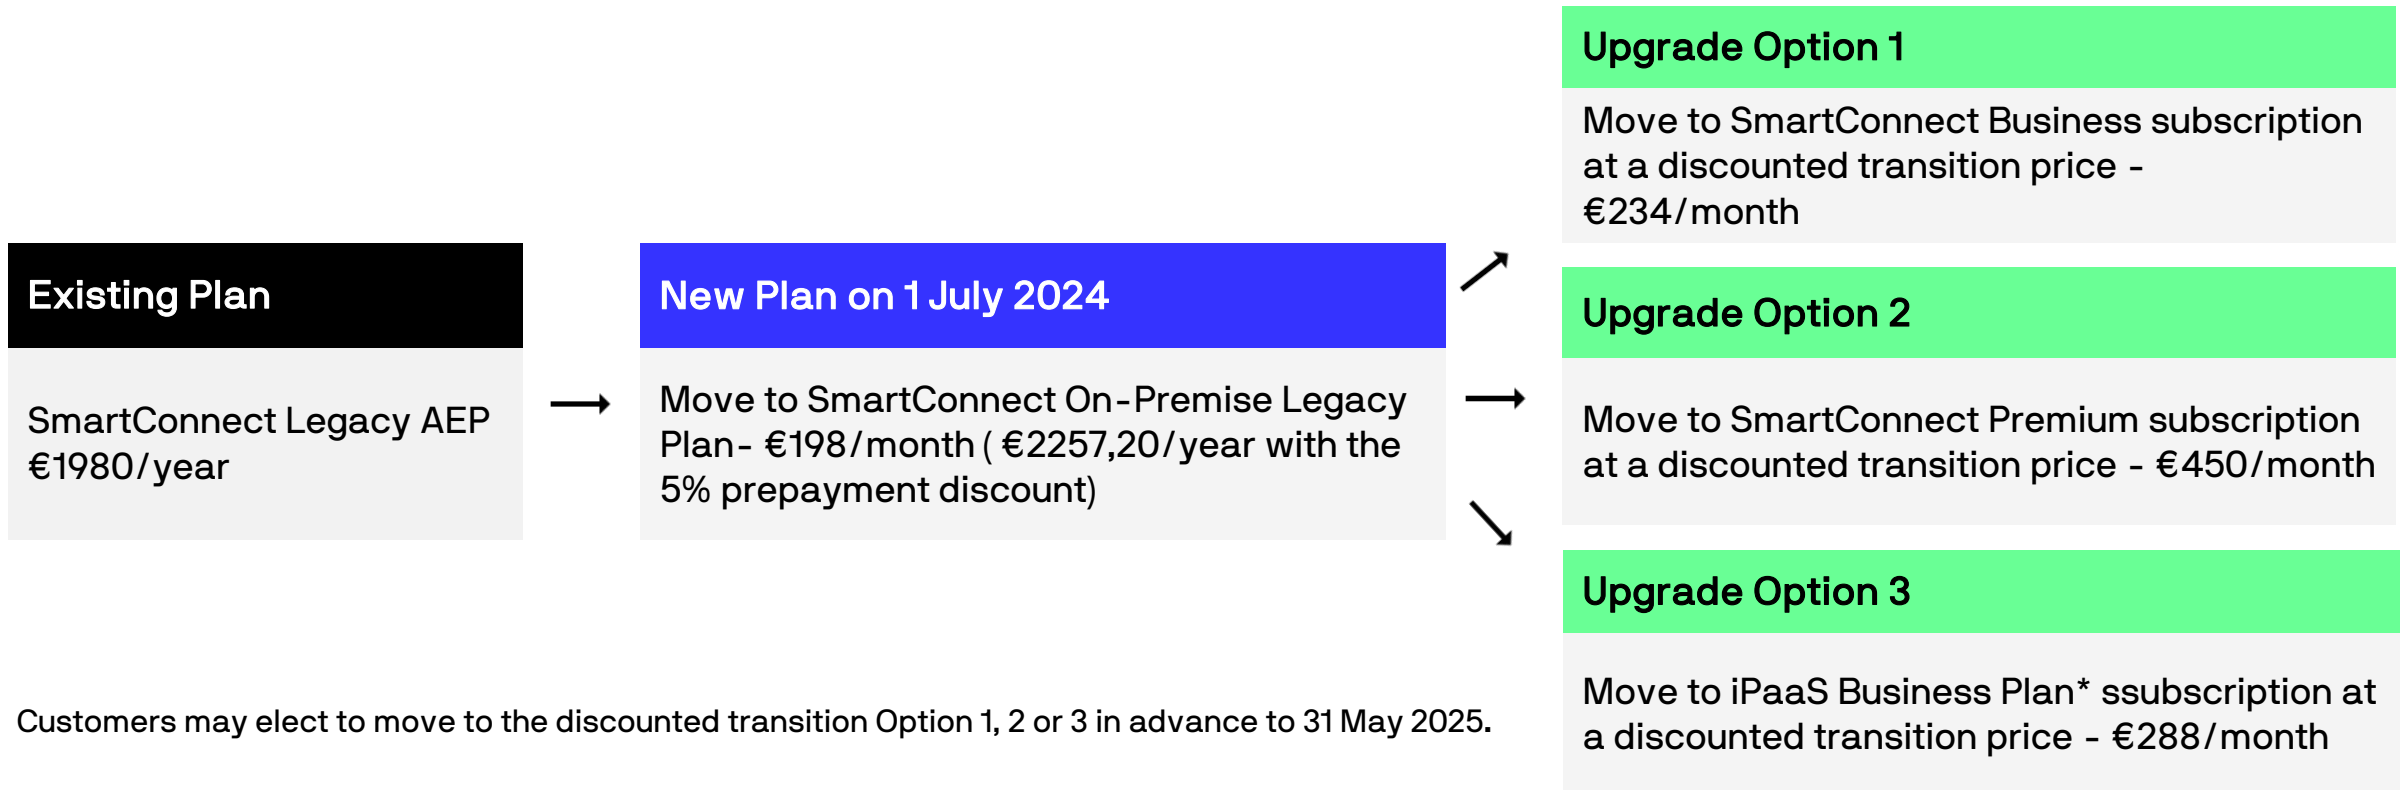 Existing Plan
SmartConnect Legacy AEP
€1980/year
New Plan on 1 July 2024
Move to SmartConnect On-Premise Legacy
Plan- €198/month ( €2257,20/year with the
5% prepayment discount)
Upgrade Option 1
Move to SmartConnect Business subscription
at a discounted transition price -
€234/month
Upgrade Option 2
Move to SmartConnect Premium subscription
at a discounted transition price - €450/month
Upgrade Option 3
Move to iPaaS Business Plan* ssubscription at
a discounted transition price - €288/month
Customers may elect to move to the discounted transition Option 1, 2 or 3 in advance to 31 May 2025.